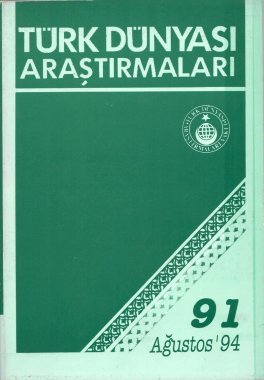 TÜRK DÜNYASI
ARAŞTIRMALARI
91
Ağustos '94